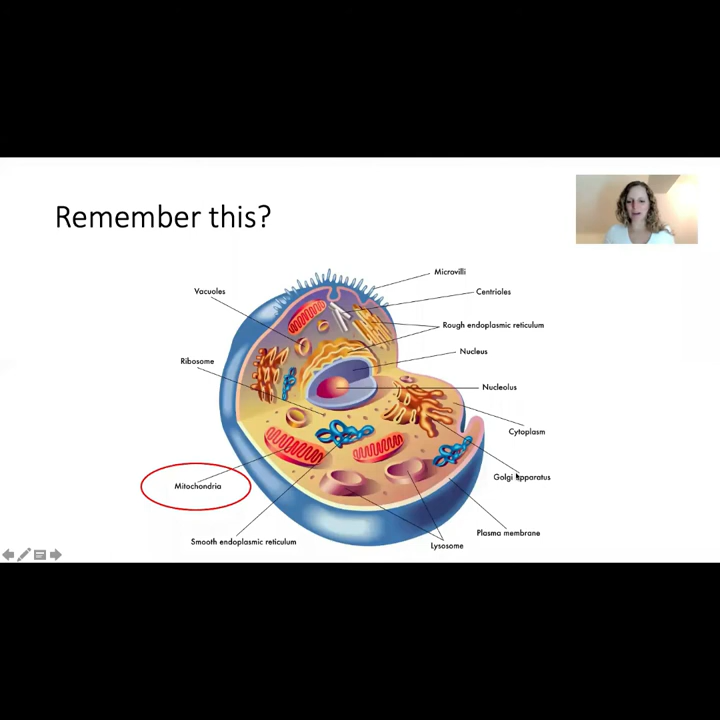 Remember this?
Microvilli
Vacuoles
Centrioles
Rough endoplasmic reticulum
Nucleus
Ribosome
Nucleolus
Cytoplasm
Golgi apparatus
Mitochondria
Plasma membrane
Smooth endoplasmic reticulum
Lysosome